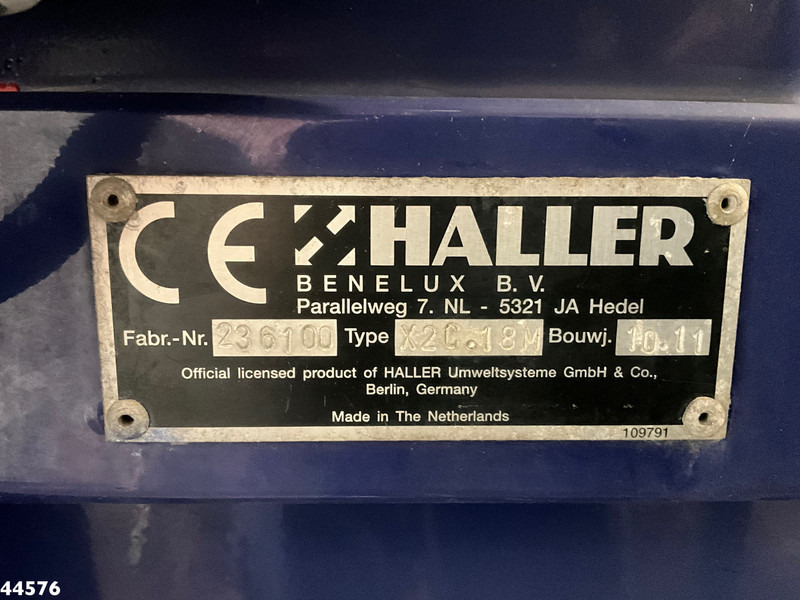 CE HALLER
BENELUX B.V.
Parallelweg 7. NL - 5321 JA Hedel
Fabr.-Nr. 236100 Type X2C.18M Bouwj. 10.11
Official licensed product of HALLER Umweltsysteme GmbH & Co.,
Berlin, Germany
Made in The Netherlands
109791
44576